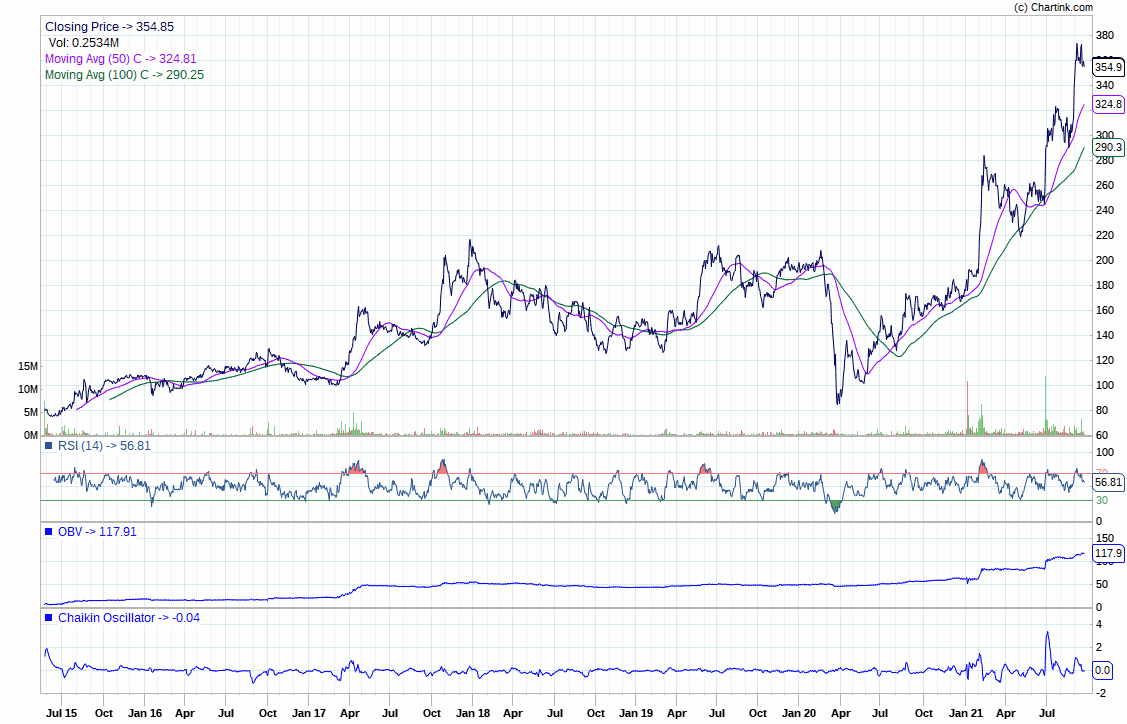 (c) Chartink.com
Closing Price -> 354.85
Vol: 0.2534M
Moving Avg (50) C -> 324.81
Moving Avg (100) C -> 290.25
380
354.9
340
324.8
300
290.3
280
260
240
220
200
180
160
140
120
100
80
60
15M
10M
5M
0M
RSI (14) -> 56.81
100
70
56.81
30
0
OBV -> 117.91
150
117.9
100
50
0
Chaikin Oscillator -> -0.04
4
2
0.0
-2
Jul 15 Oct Jan 16 Apr Jul Oct Jan 17 Apr Jul Oct Jan 18 Apr Jul Oct Jan 19 Apr Jul Oct Jan 20 Apr Jul Oct Jan 21 Apr Jul